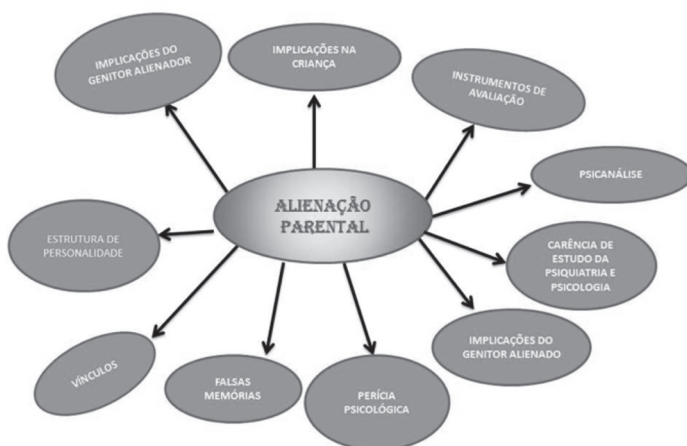 IMPLICAÇÕES DO
GENITOR ALIENADOR
IMPLICAÇÕES NA
CRIANÇA
INSTRUMENTOS DE
AVALIAÇÃO
PSICANÁLISE
ALIENAÇÃO
PARENTAL
ESTRUTURA DE
PERSONALIDADE
CARÊNCIA DE
ESTUDO DA
PSIQUIATRIA E
PSICOLOGIA
IMPLICAÇÕES DO
GENITOR ALIENADO
VÍNCULOS
FALSAS
MEMÓRIAS
PERÍCIA
PSICOLÓGICA